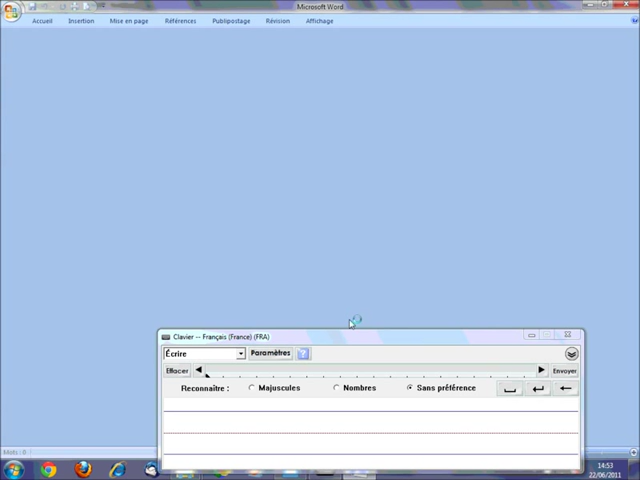 Microsoft Word
Accueil Insertion Mise en page Références Publipostage Révision Affichage
Clavier -- Français (France) (FRA)
Écrire Paramètres ?
Effacer Envoyer
Reconnaître : Majuscules Nombres Sans préférence
Mots : 0
14:53
22/06/2011